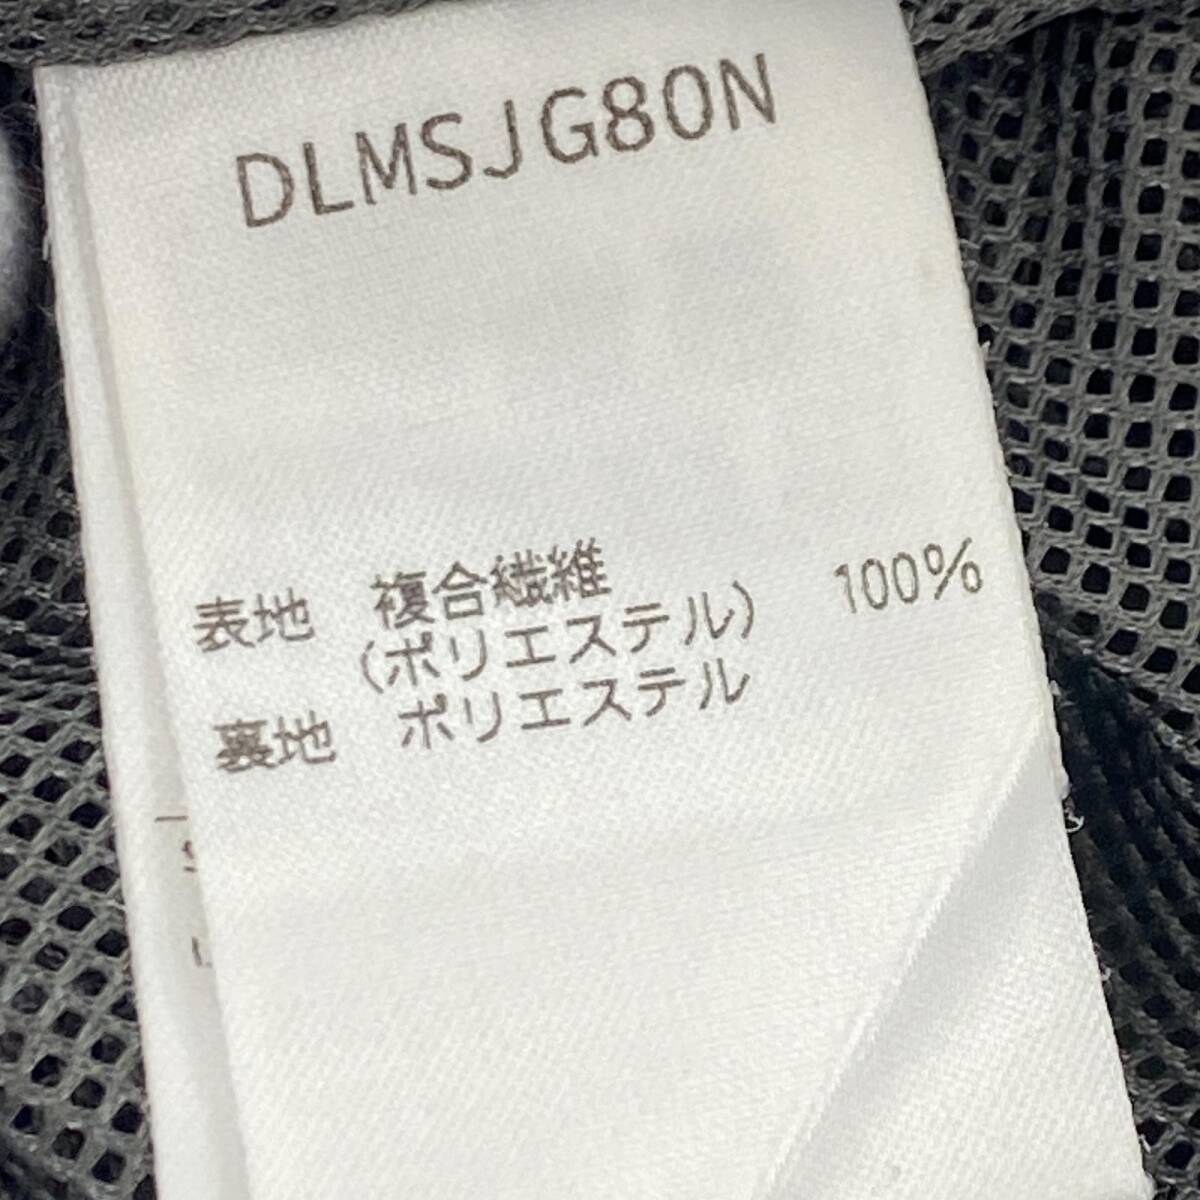 DLMSJG80N
表地 複合繊維 100%
(ポリエステル)
裏地 ポリエステル